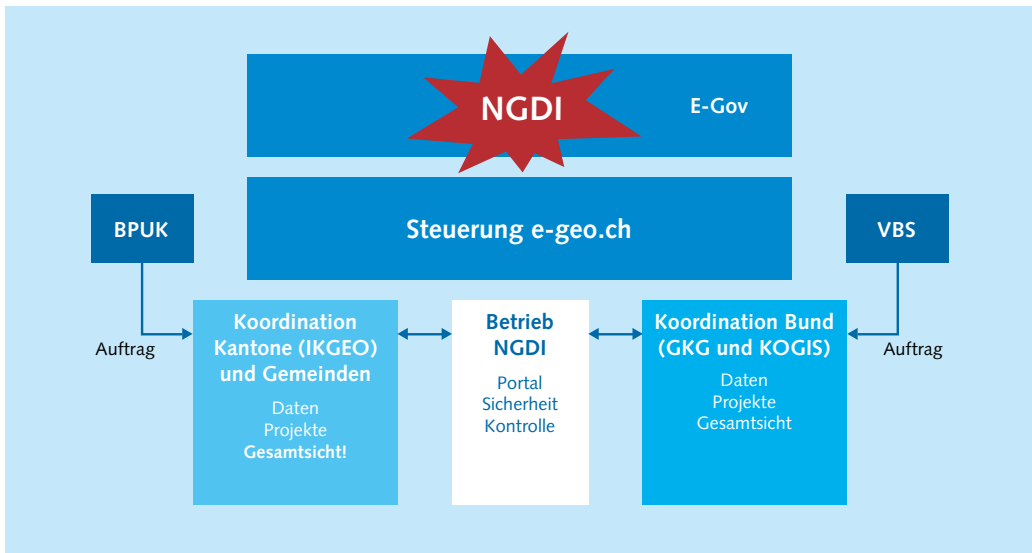 NGDI
E-Gov
Steuerung e-geo.ch
BPUK
VBS
Auftrag
Koordination
Kantone (IKGEO)
und Gemeinden
Daten
Projekte
Gesamtsicht!
Betrieb
NGDI
Portal
Sicherheit
Kontrolle
Koordination Bund
(GKG und KOGIS)
Daten
Projekte
Gesamtsicht
Auftrag